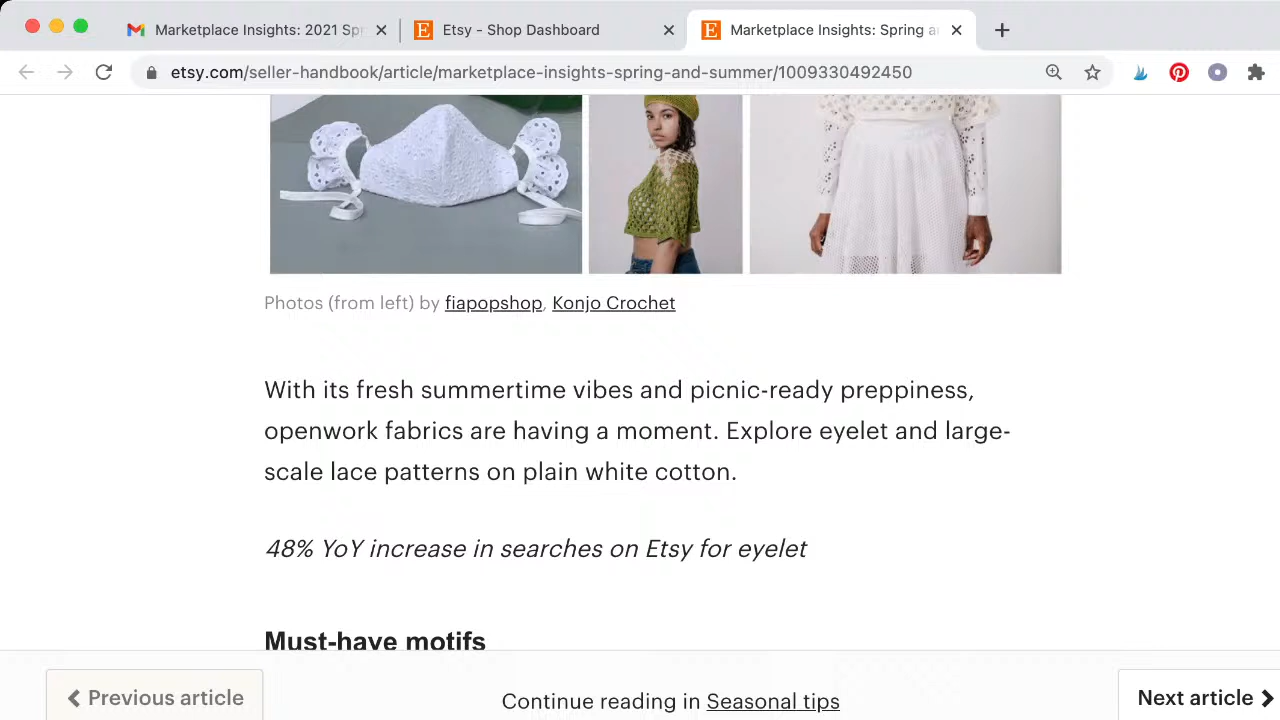 Marketplace Insights: 2021 Sp
Etsy - Shop Dashboard
Marketplace Insights: Spring a
etsy.com/seller-handbook/article/marketplace-insights-spring-and-summer/1009330492450
Photos (from left) by fiapopshop, Konjo Crochet
With its fresh summertime vibes and picnic-ready preppiness,
openwork fabrics are having a moment. Explore eyelet and large-
scale lace patterns on plain white cotton.
48% YoY increase in searches on Etsy for eyelet
Must-have motifs
Previous article
Continue reading in Seasonal tips
Next article